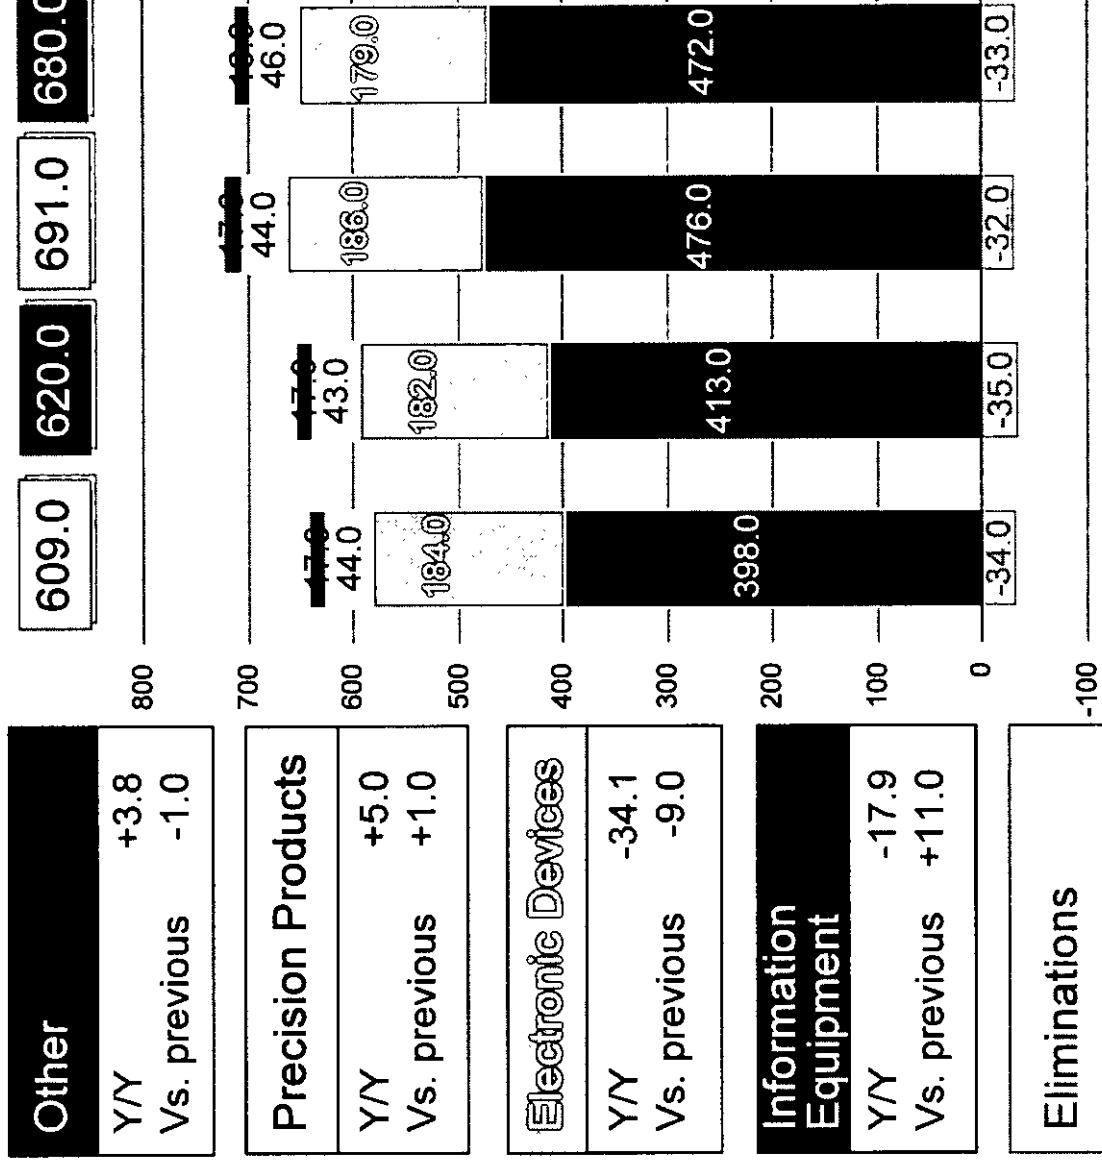 Other
Y/Y +3.8
Vs. previous -1.0
Precision Products
Y/Y +5.0
Vs. previous +1.0
Electronic Devices
Y/Y -34.1
Vs. previous -9.0
Information
Equipment
Y/Y -17.9
Vs. previous +11.0
Eliminations
609.0 620.0 691.0 680.0
800
700
600
500
400
300
200
100
0
-100
44.0 43.0 44.0 46.0
184.0 182.0 186.0 179.0
398.0 413.0 476.0 472.0
-34.0 -35.0 -32.0 -33.0